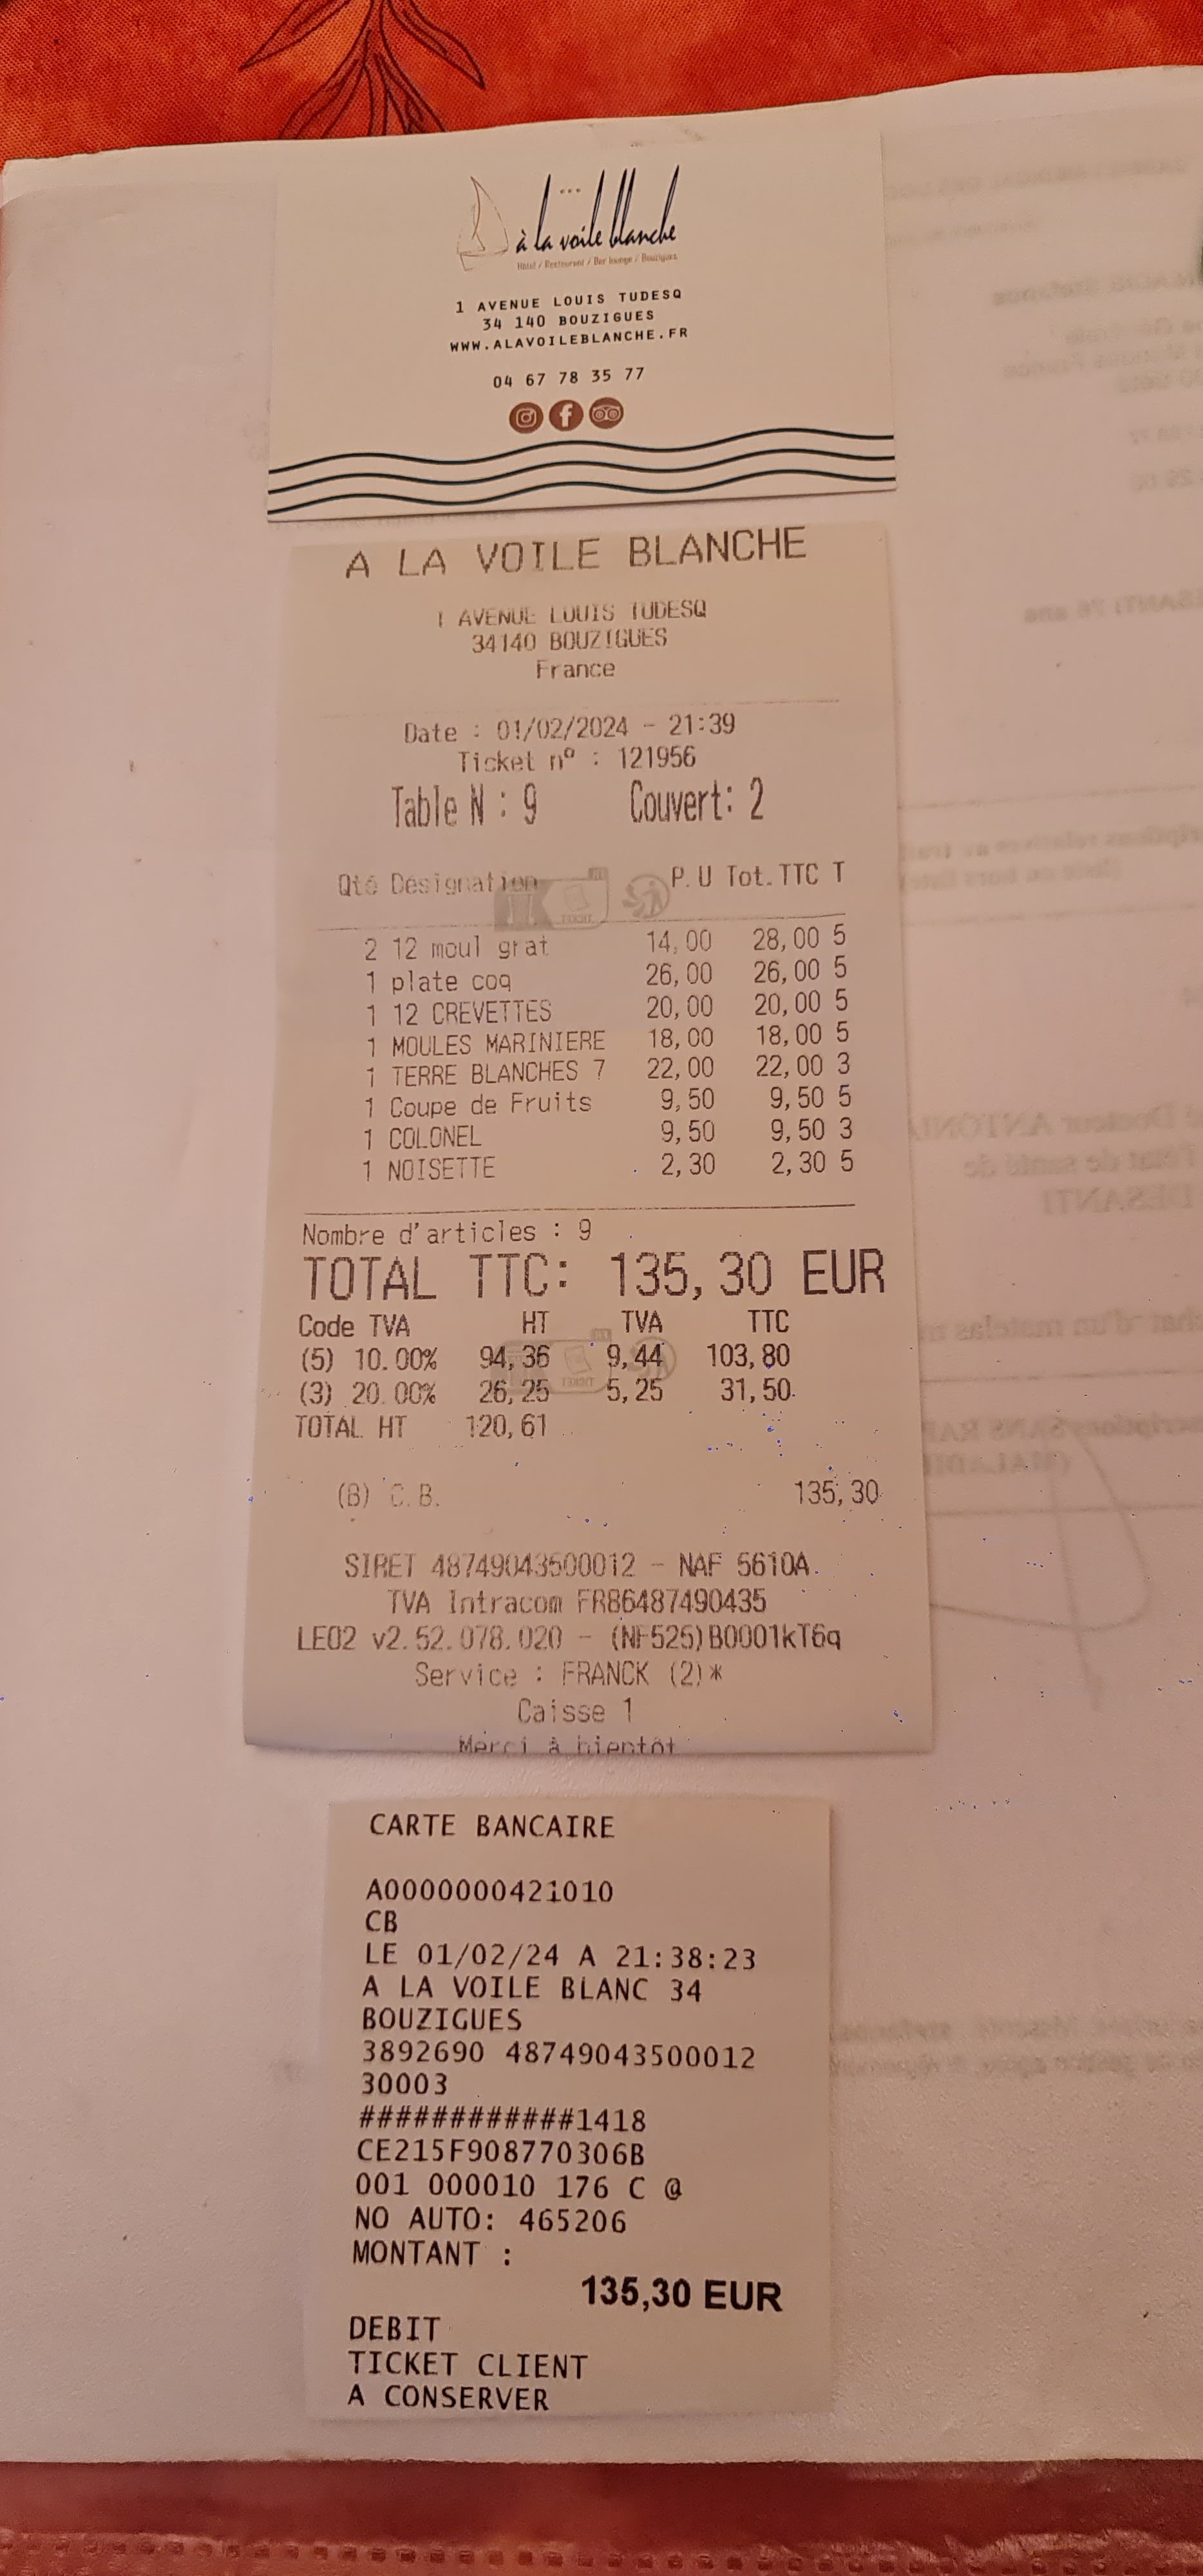 à la voile blanche
Hôtel / Restaurant / Bar lounge / Bouzigues
1 AVENUE LOUIS TUDESQ
34 140 BOUZIGUES
WWW.ALAVOILEBLANCHE.FR
04 67 78 35 77
A LA VOILE BLANCHE
1 AVENUE LOUIS TUDESQ
34140 BOUZIGUES
France
Date : 01/02/2024 - 21:39
Ticket nº : 121956
Table N : 9 Couvert: 2
Qté Désignation P.U Tot.TTC T
2 12 moul grat 14,00 28,00 5
1 plate coq 26,00 26,00 5
1 12 CREVETTES 20,00 20,00 5
1 MOULES MARINIERE 18,00 18,00 5
1 TERRE BLANCHES 7 22,00 22,00 3
1 Coupe de Fruits 9,50 9,50 5
1 COLONEL 9,50 9,50 3
1 NOISETTE 2,30 2,30 5
Nombre d'articles : 9
TOTAL TTC: 135,30 EUR
Code TVA HT TVA TTC
(5) 10.00% 94,36 9,44 103,80
(3) 20.00% 26,25 5,25 31,50
TOTAL HT 120,61
(B) C.B. 135,30
SIRET 48749043500012 - NAF 5610A
TVA Intracom FR86487490435
LE02 v2.52.078.020 - (NF525)B0001kT6q
Service : FRANCK (2)*
Caisse 1
Merci à bientôt
CARTE BANCAIRE
A0000000421010
CB
LE 01/02/24 A 21:38:23
A LA VOILE BLANC 34
BOUZIGUES
3892690 48749043500012
30003
############1418
CE215F908770306B
001 000010 176 C @
NO AUTO: 465206
MONTANT :
135,30 EUR
DEBIT
TICKET CLIENT
A CONSERVER